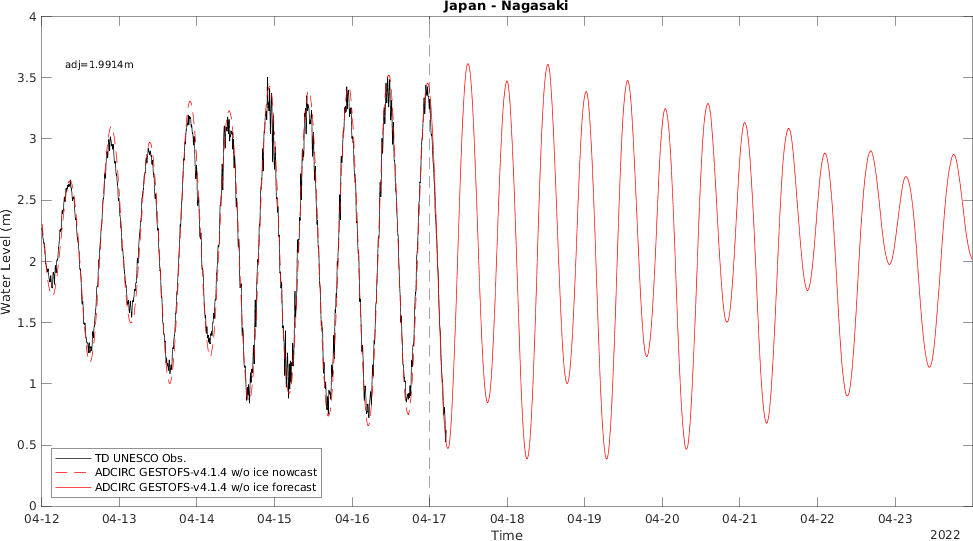 Japan - Nagasaki
adj=1.9914m
Water Level (m)
4
3.5
3
2.5
2
1.5
1
0.5
0
TD UNESCO Obs.
ADCIRC GESTOFS-v4.1.4 w/o ice nowcast
ADCIRC GESTOFS-v4.1.4 w/o ice forecast
04-12 04-13 04-14 04-15 04-16 04-17 04-18 04-19 04-20 04-21 04-22 04-23
Time
2022